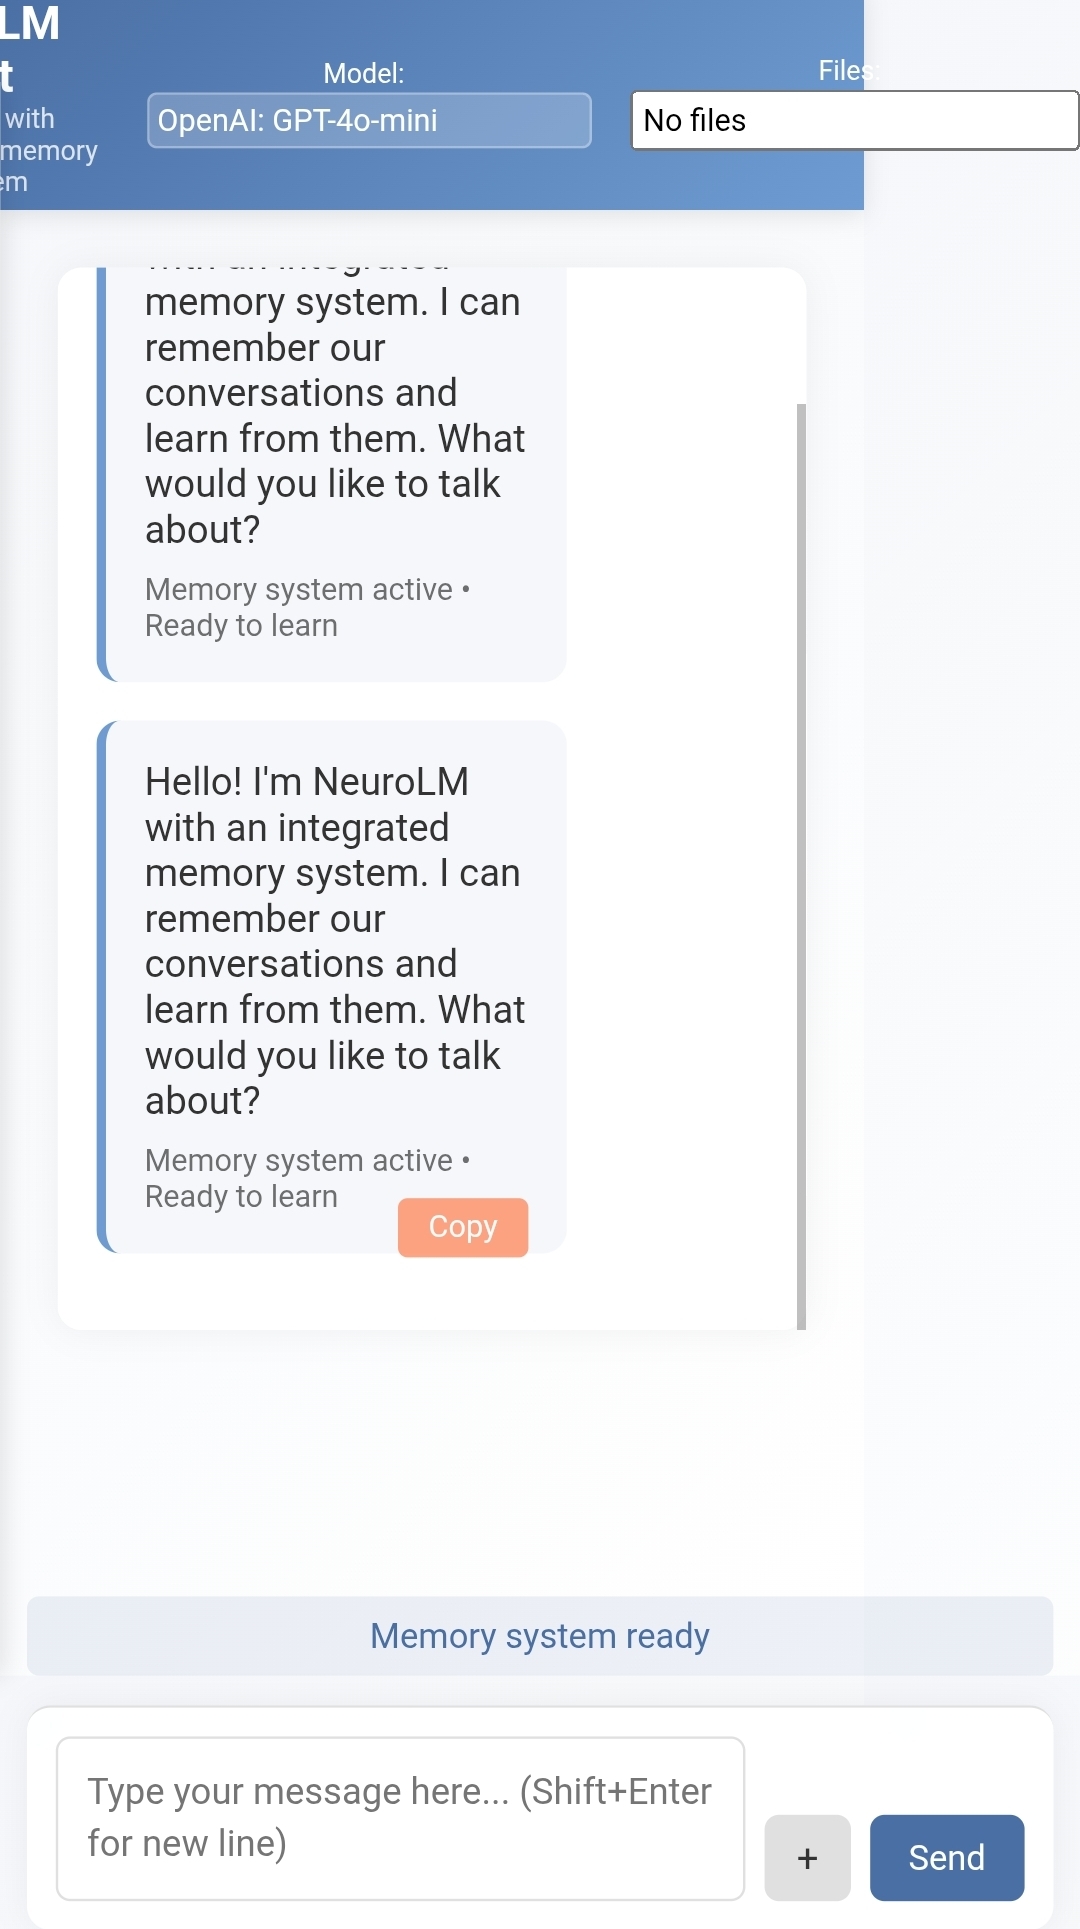 LM
t
with
memory
em
Model:
OpenAI: GPT-4o-mini
Files:
No files
with an integrated
memory system. I can
remember our
conversations and
learn from them. What
would you like to talk
about?
Memory system active •
Ready to learn
Hello! I'm NeuroLM
with an integrated
memory system. I can
remember our
conversations and
learn from them. What
would you like to talk
about?
Memory system active •
Ready to learn
Copy
Memory system ready
Type your message here... (Shift+Enter
for new line)
+
Send